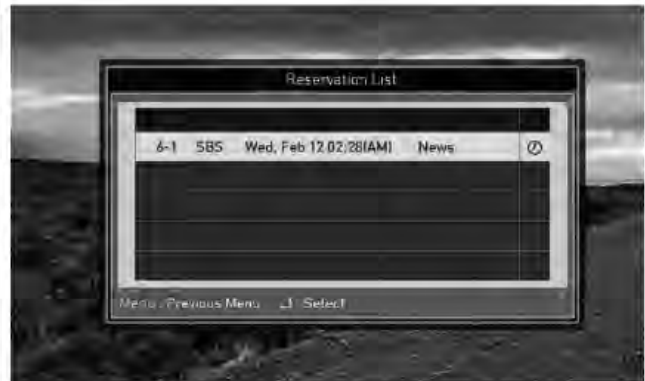 Reservation List
6-1 SBS Wed, Feb 12 02:28(AM) News
Menu : Previous Menu : Select